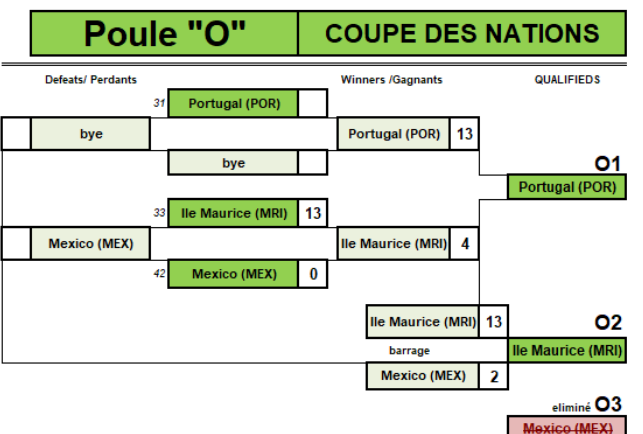 Poule "O" COUPE DES NATIONS
Defeats/ Perdants Winners /Gagnants QUALIFIEDS
31 Portugal (POR)
bye Portugal (POR) 13
bye O1
Portugal (POR)
33 Ile Maurice (MRI) 13
Mexico (MEX) Ile Maurice (MRI) 4
42 Mexico (MEX) 0
Ile Maurice (MRI) 13 O2
barrage Ile Maurice (MRI)
Mexico (MEX) 2
eliminé O3
Mexico (MEX)